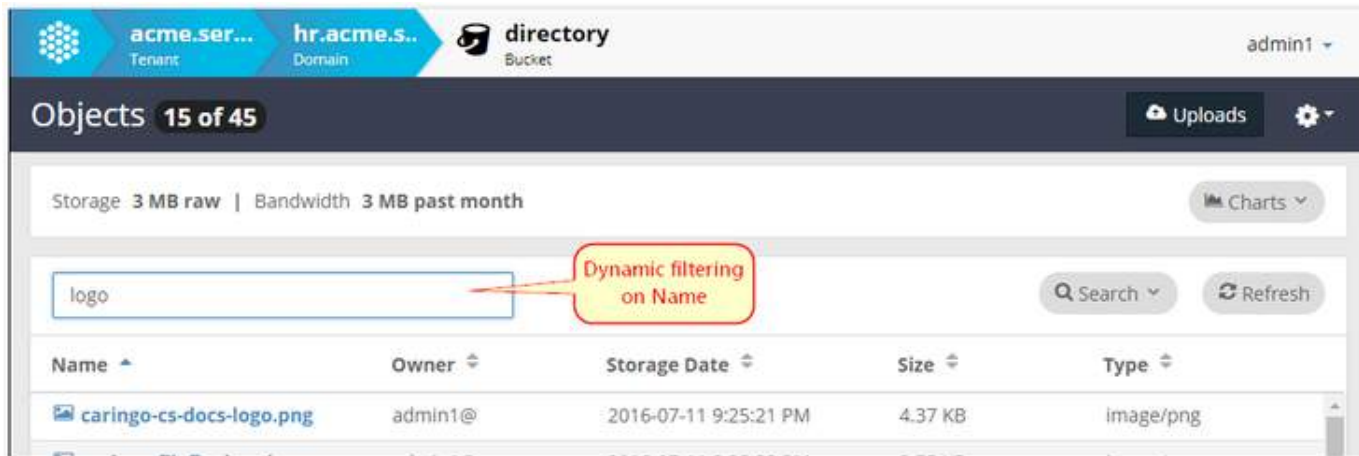 acme.ser... hr.acme.s.. directory
Tenant Domain Bucket
admin1
Objects 15 of 45 Uploads
Storage 3 MB raw | Bandwidth 3 MB past month Charts
Dynamic filtering
on Name
logo Search Refresh
Name Owner Storage Date Size Type
caringo-cs-docs-logo.png admin1@ 2016-07-11 9:25:21 PM 4.37 KB image/png